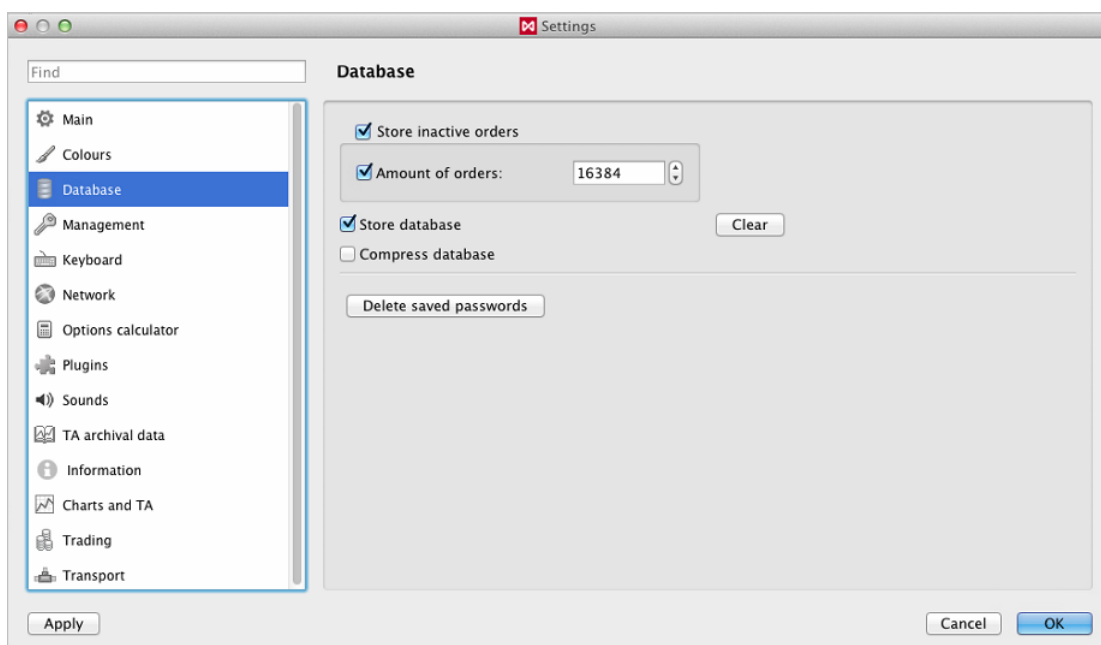 Settings
Find
Database
Main
Colours
Database
Management
Keyboard
Network
Options calculator
Plugins
Sounds
TA archival data
Information
Charts and TA
Trading
Transport
Store inactive orders
Amount of orders: 16384
Store database Clear
Compress database
Delete saved passwords
Apply Cancel OK